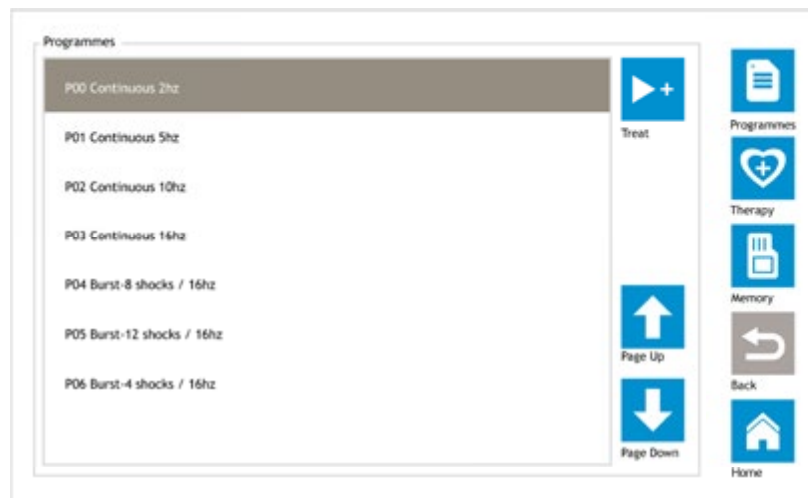 Programmes
P00 Continuous 2hz
P01 Continuous 5hz
P02 Continuous 10hz
P03 Continuous 16hz
P04 Burst-8 shocks / 16hz
P05 Burst-12 shocks / 16hz
P06 Burst-4 shocks / 16hz
Treat
Page Up
Page Down
Programmes
Therapy
Memory
Back
Home